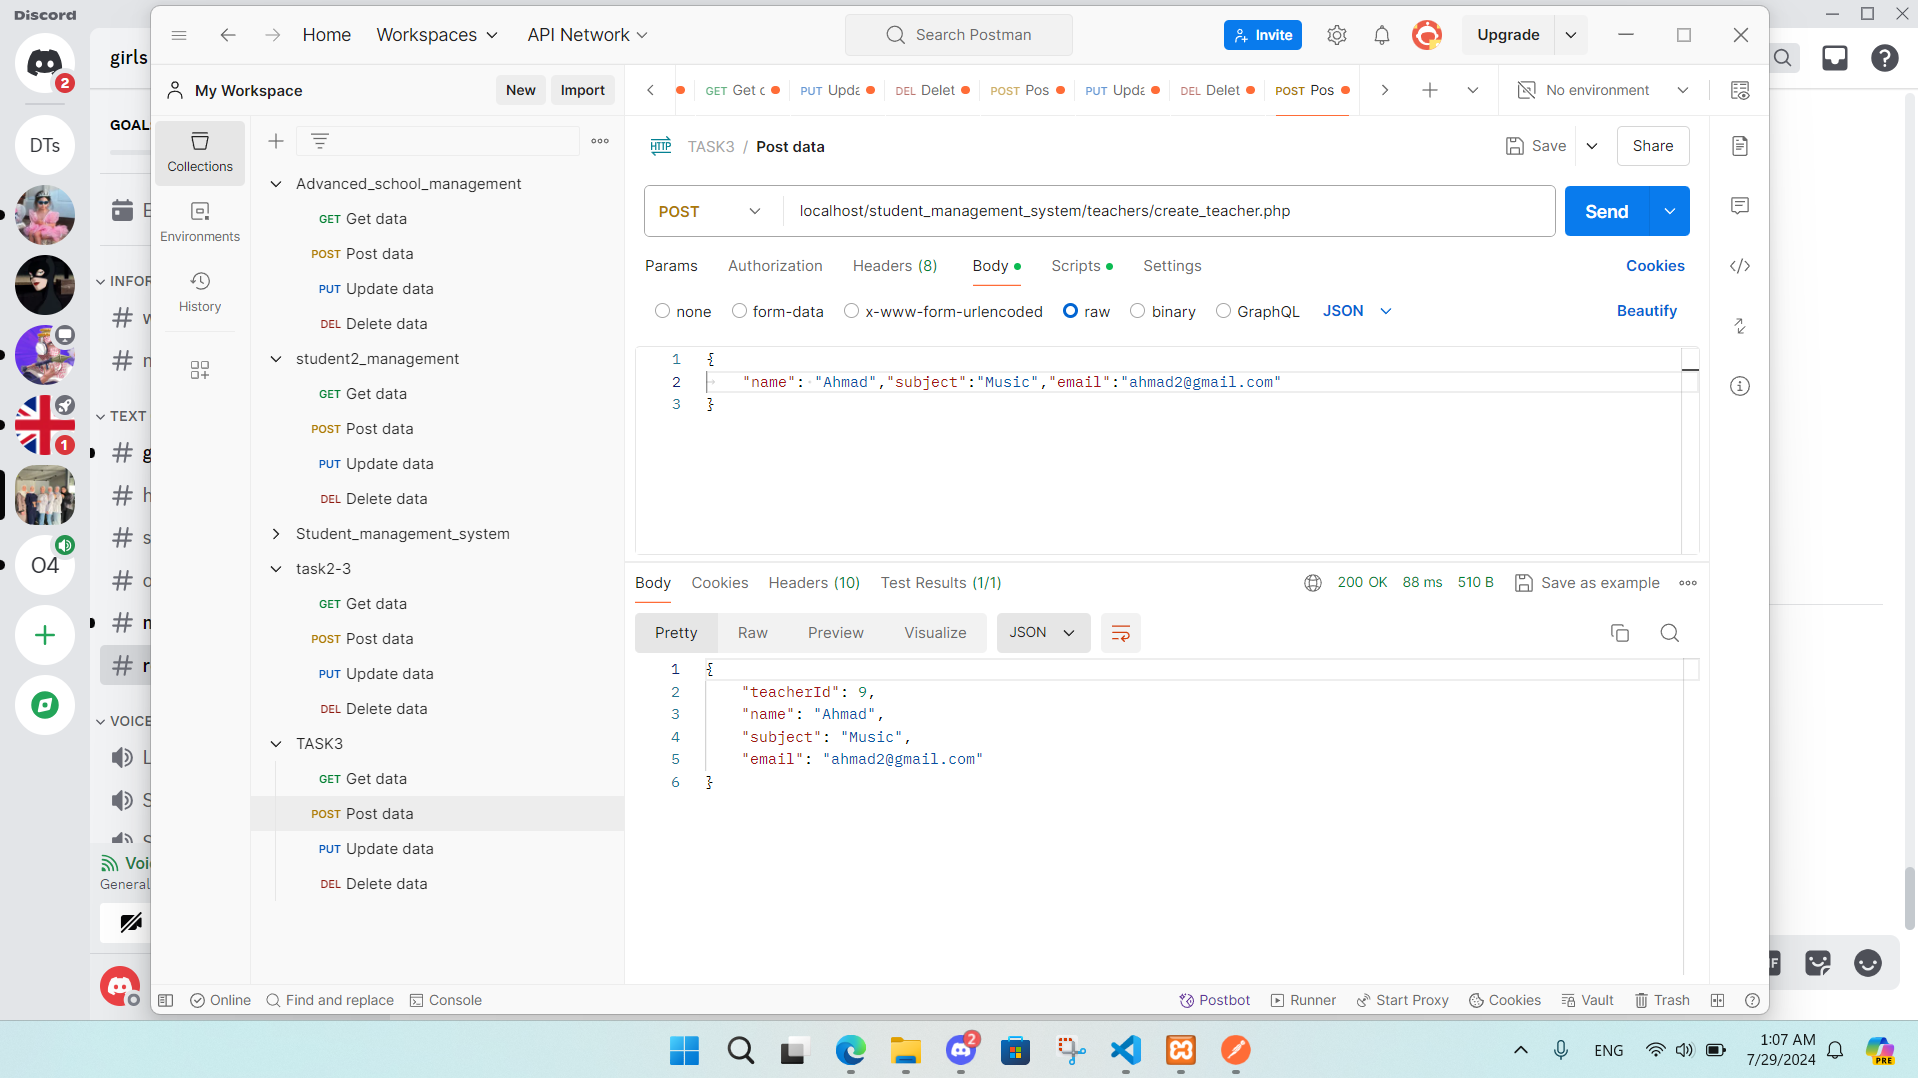 Discord
2
girls
Home
Workspaces
API Network
Search Postman
Invite
Upgrade
My Workspace
New
Import
GET Get c
PUT Upda
DEL Delet
POST Pos
PUT Upda
DEL Delet
POST Pos
No environment
GOAL
DTs
Collections
Environments
History
Advanced_school_management
GET Get data
POST Post data
PUT Update data
DEL Delete data
student2_management
GET Get data
POST Post data
PUT Update data
DEL Delete data
Student_management_system
task2-3
GET Get data
POST Post data
PUT Update data
DEL Delete data
TASK3
GET Get data
POST Post data
PUT Update data
DEL Delete data
HTTP TASK3 / Post data
Save
Share
POST
localhost/student_management_system/teachers/create_teacher.php
Send
Params
Authorization
Headers (8)
Body
Scripts
Settings
Cookies
none
form-data
x-www-form-urlencoded
raw
binary
GraphQL
JSON
Beautify
1 {
2 "name": "Ahmad","subject":"Music","email":"ahmad2@gmail.com"
3 }
Body
Cookies
Headers (10)
Test Results (1/1)
200 OK
88 ms
510 B
Save as example
Pretty
Raw
Preview
Visualize
JSON
1 {
2 "teacherId": 9,
3 "name": "Ahmad",
4 "subject": "Music",
5 "email": "ahmad2@gmail.com"
6 }
INFOR
TEXT
1
O4
VOICE
Voi
General
Online
Find and replace
Console
Postbot
Runner
Start Proxy
Cookies
Vault
Trash
2
ENG
1:07 AM
7/29/2024
PRE